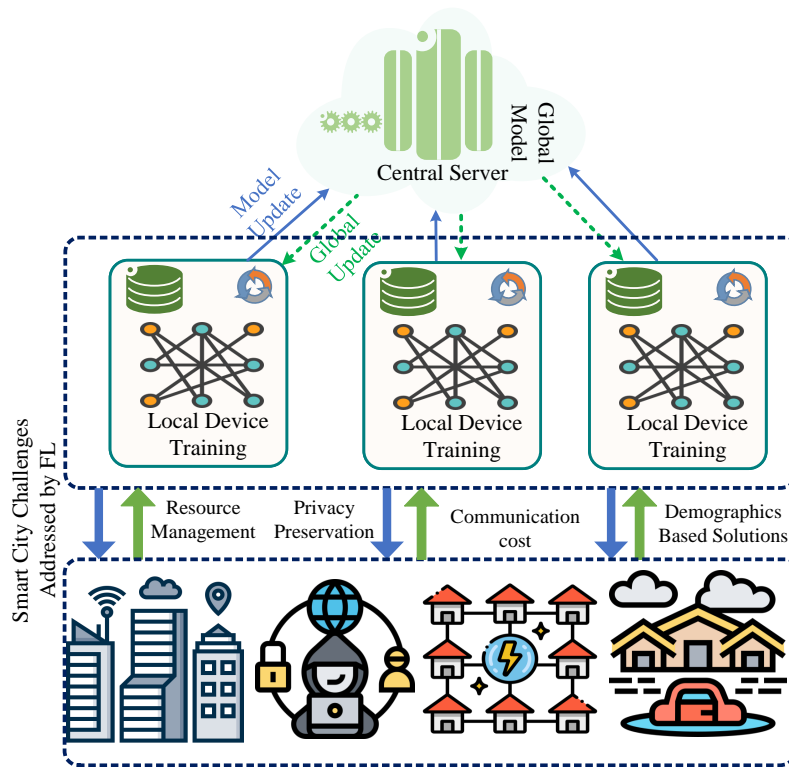 Global
Model
Central Server
Model
Update
Global
Update
Local Device
Training
Local Device
Training
Local Device
Training
Smart City Challenges
Addressed by FL
Resource
Management
Privacy
Preservation
Communication
cost
Demographics
Based Solutions